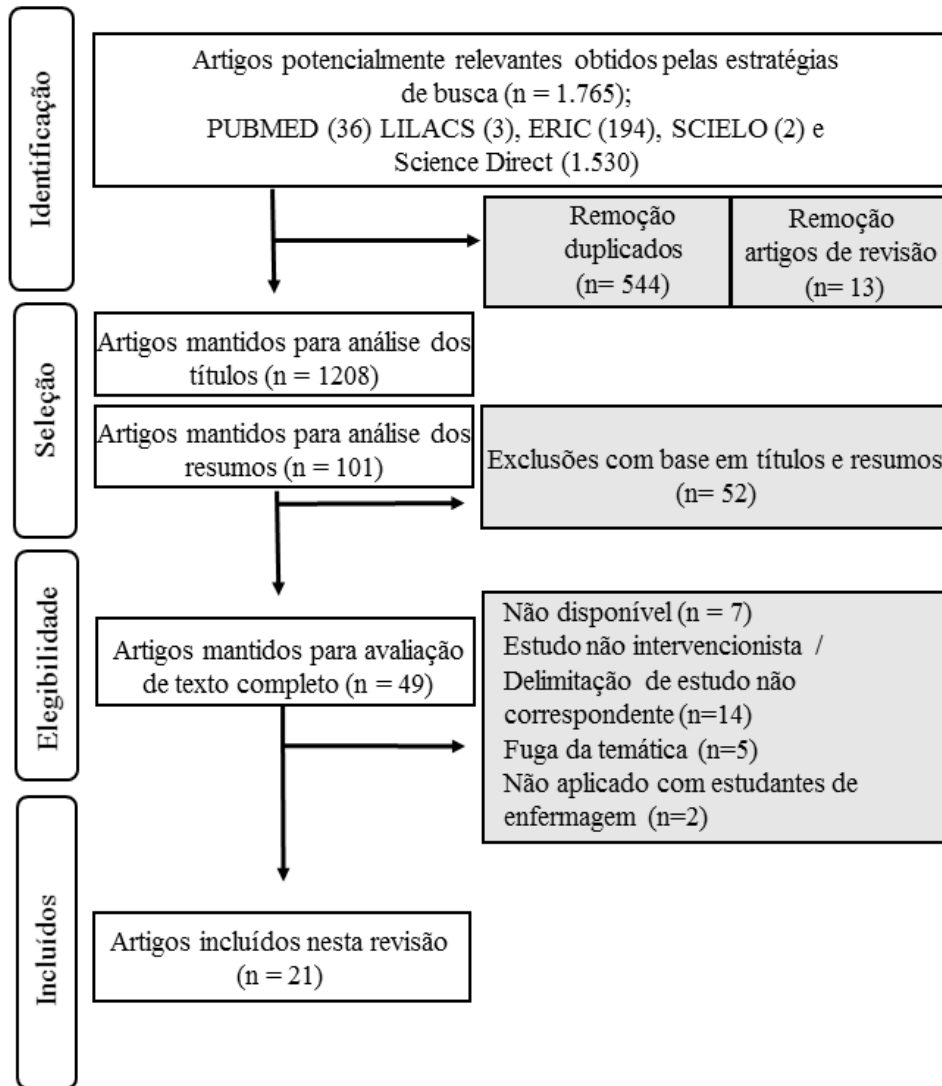 Identificação
Artigos potencialmente relevantes obtidos pelas estratégias
de busca (n = 1.765);
PUBMED (36) LILACS (3), ERIC (194), SCIELO (2) e
Science Direct (1.530)
Remoção
duplicados
(n= 544)
Remoção
artigos de revisão
(n= 13)
Seleção
Artigos mantidos para análise dos
títulos (n = 1208)
Artigos mantidos para análise dos
resumos (n = 101)
Exclusões com base em títulos e resumos
(n= 52)
Elegibilidade
Artigos mantidos para avaliação
de texto completo (n = 49)
Não disponível (n = 7)
Estudo não intervencionista /
Delimitação de estudo não
correspondente (n=14)
Fuga da temática (n=5)
Não aplicado com estudantes de
enfermagem (n=2)
Incluídos
Artigos incluídos nesta revisão
(n = 21)